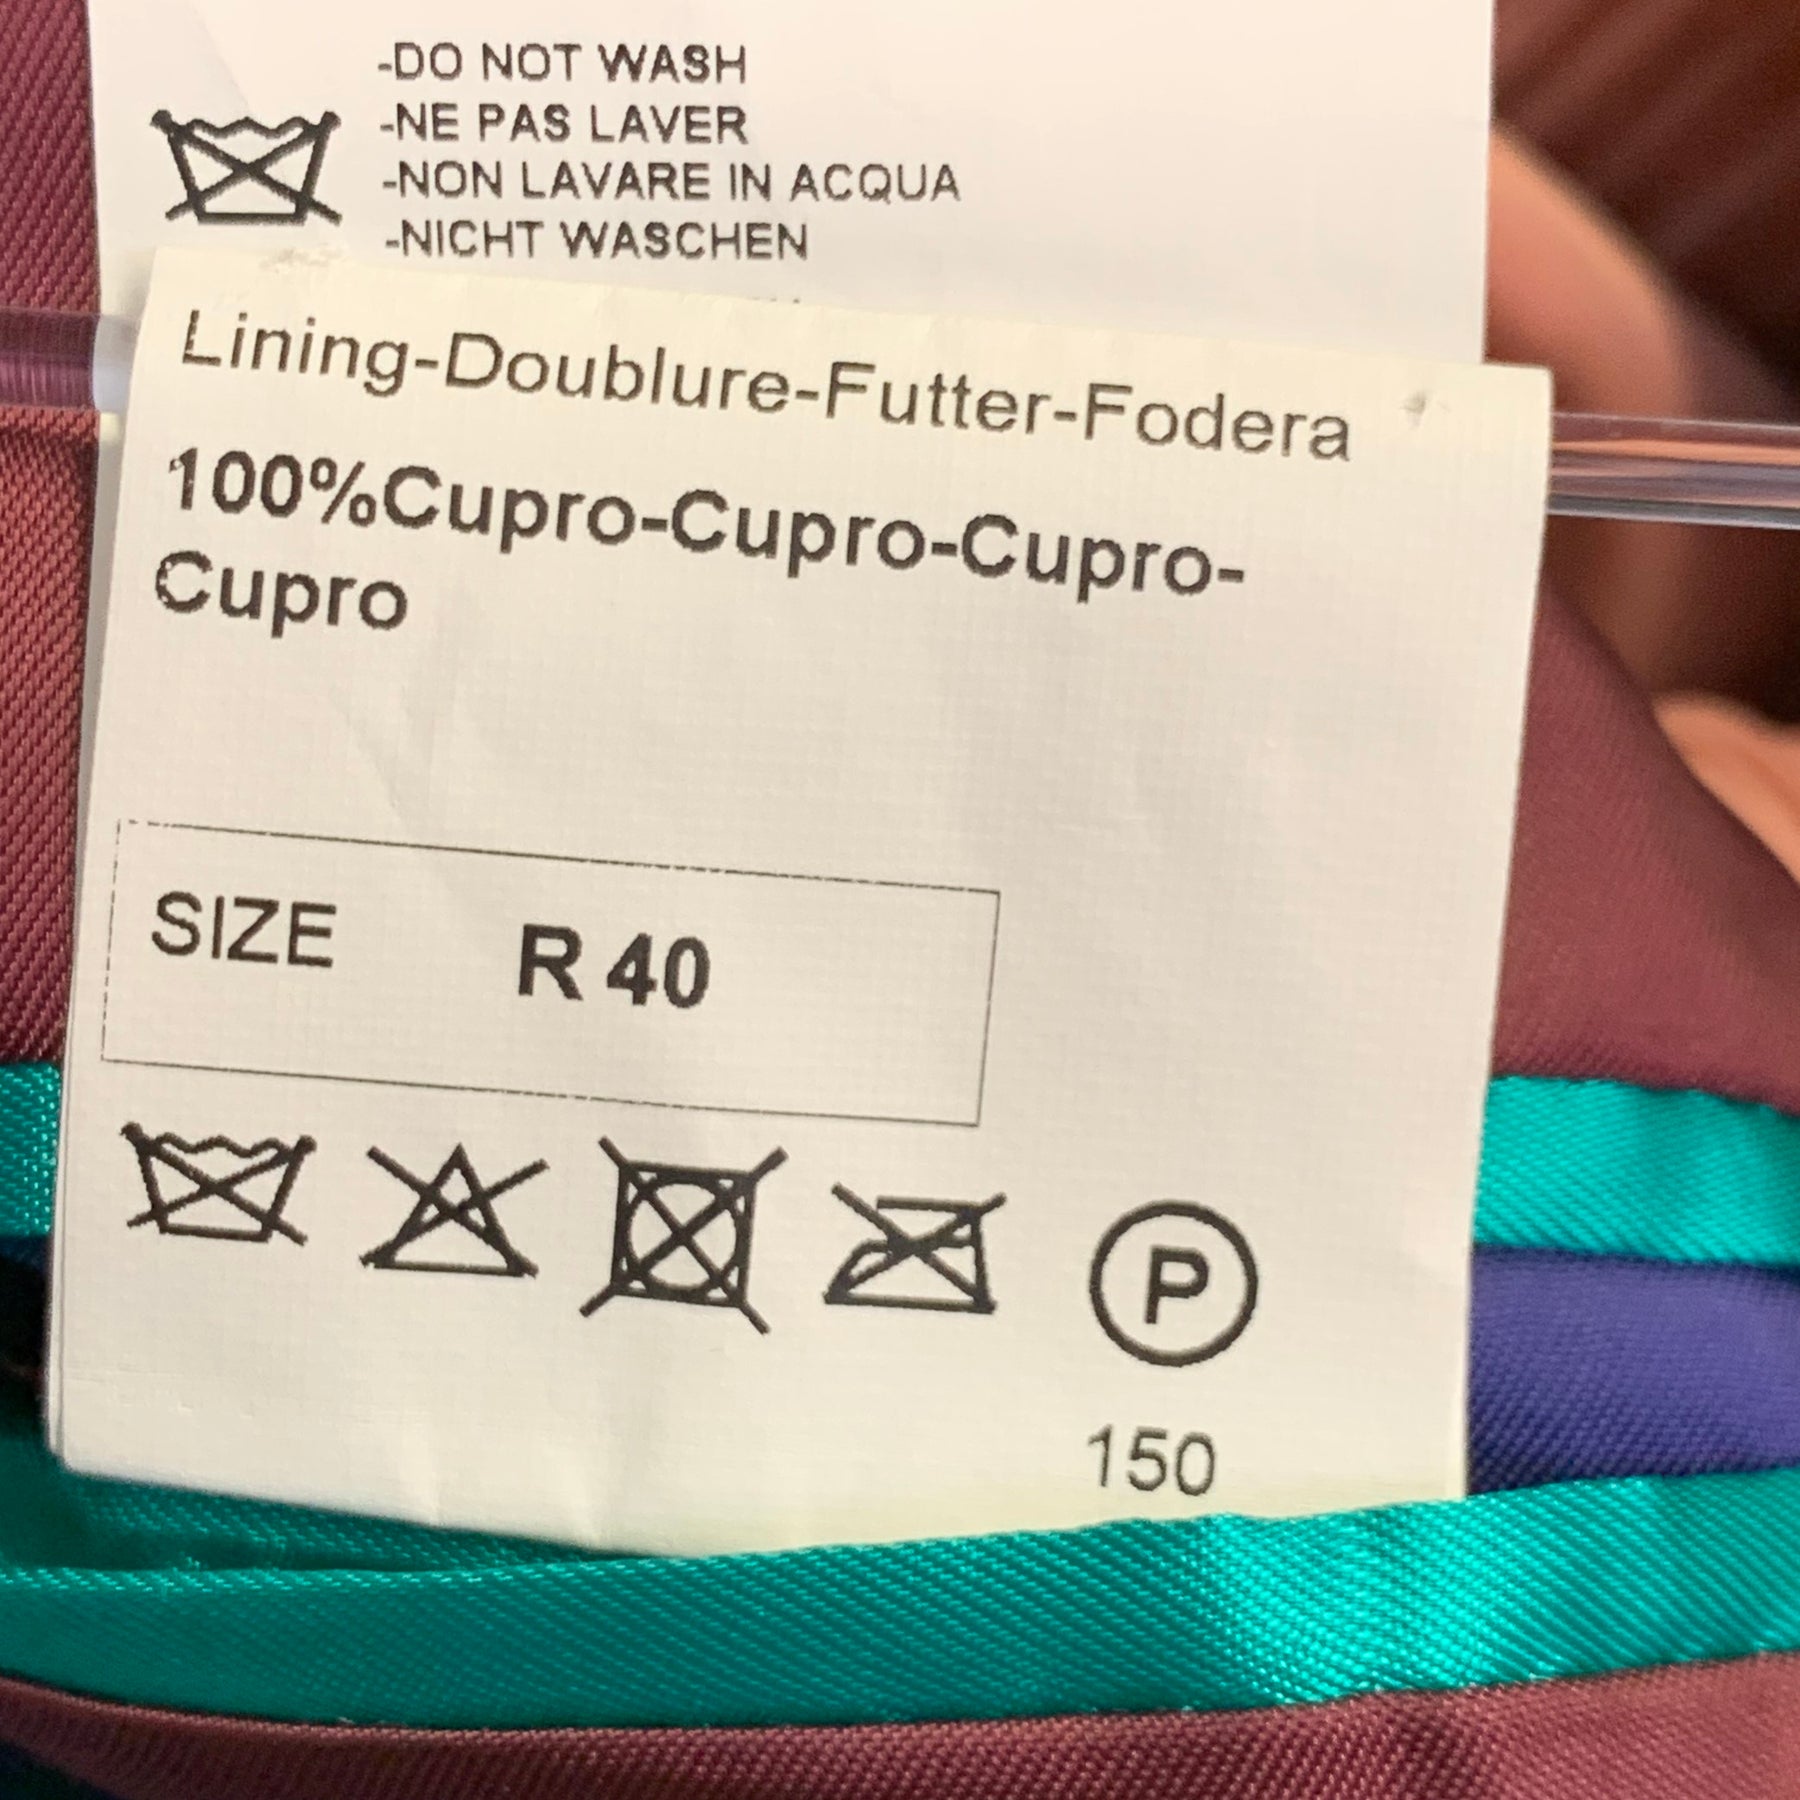 -DO NOT WASH
-NE PAS LAVER
-NON LAVARE IN ACQUA
-NICHT WASCHEN
Lining-Doublure-Futter-Fodera
100%Cupro-Cupro-Cupro-
Cupro
SIZE R 40
P
150